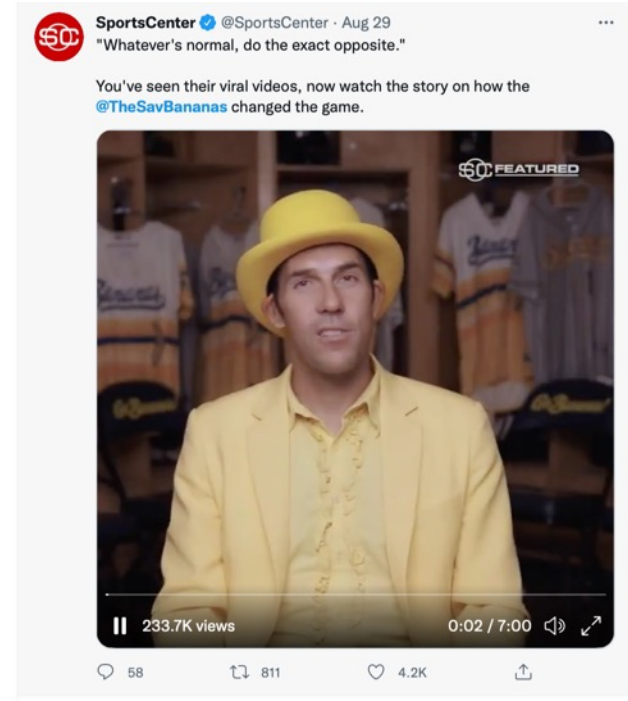 SportsCenter @SportsCenter · Aug 29
"Whatever's normal, do the exact opposite."
You've seen their viral videos, now watch the story on how the
@TheSavBananas changed the game.
SC FEATURED
Bananas
233.7K views
0:02 / 7:00
58
811
4.2K